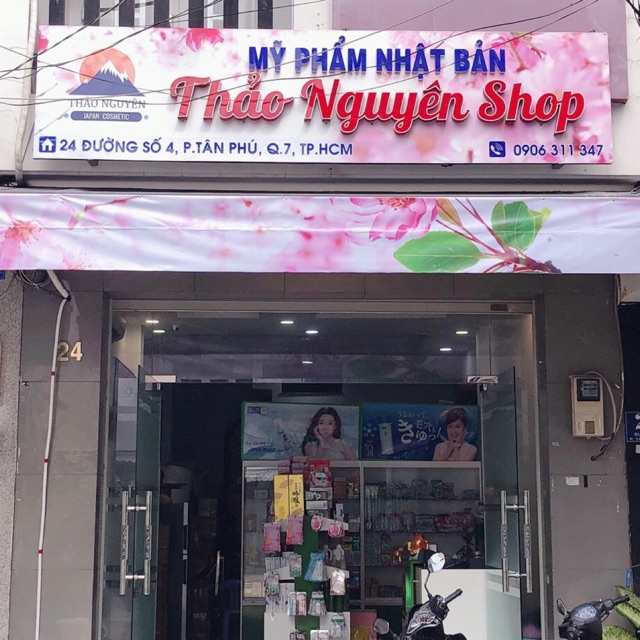 MỸ PHẨM NHẬT BẢN
THẢO NGUYÊN
JAPAN COSMETIC
Thảo Nguyên Shop
24 ĐƯỜNG SỐ 4, P.TÂN PHÚ, Q.7, TP.HCM
0906 311 347
24